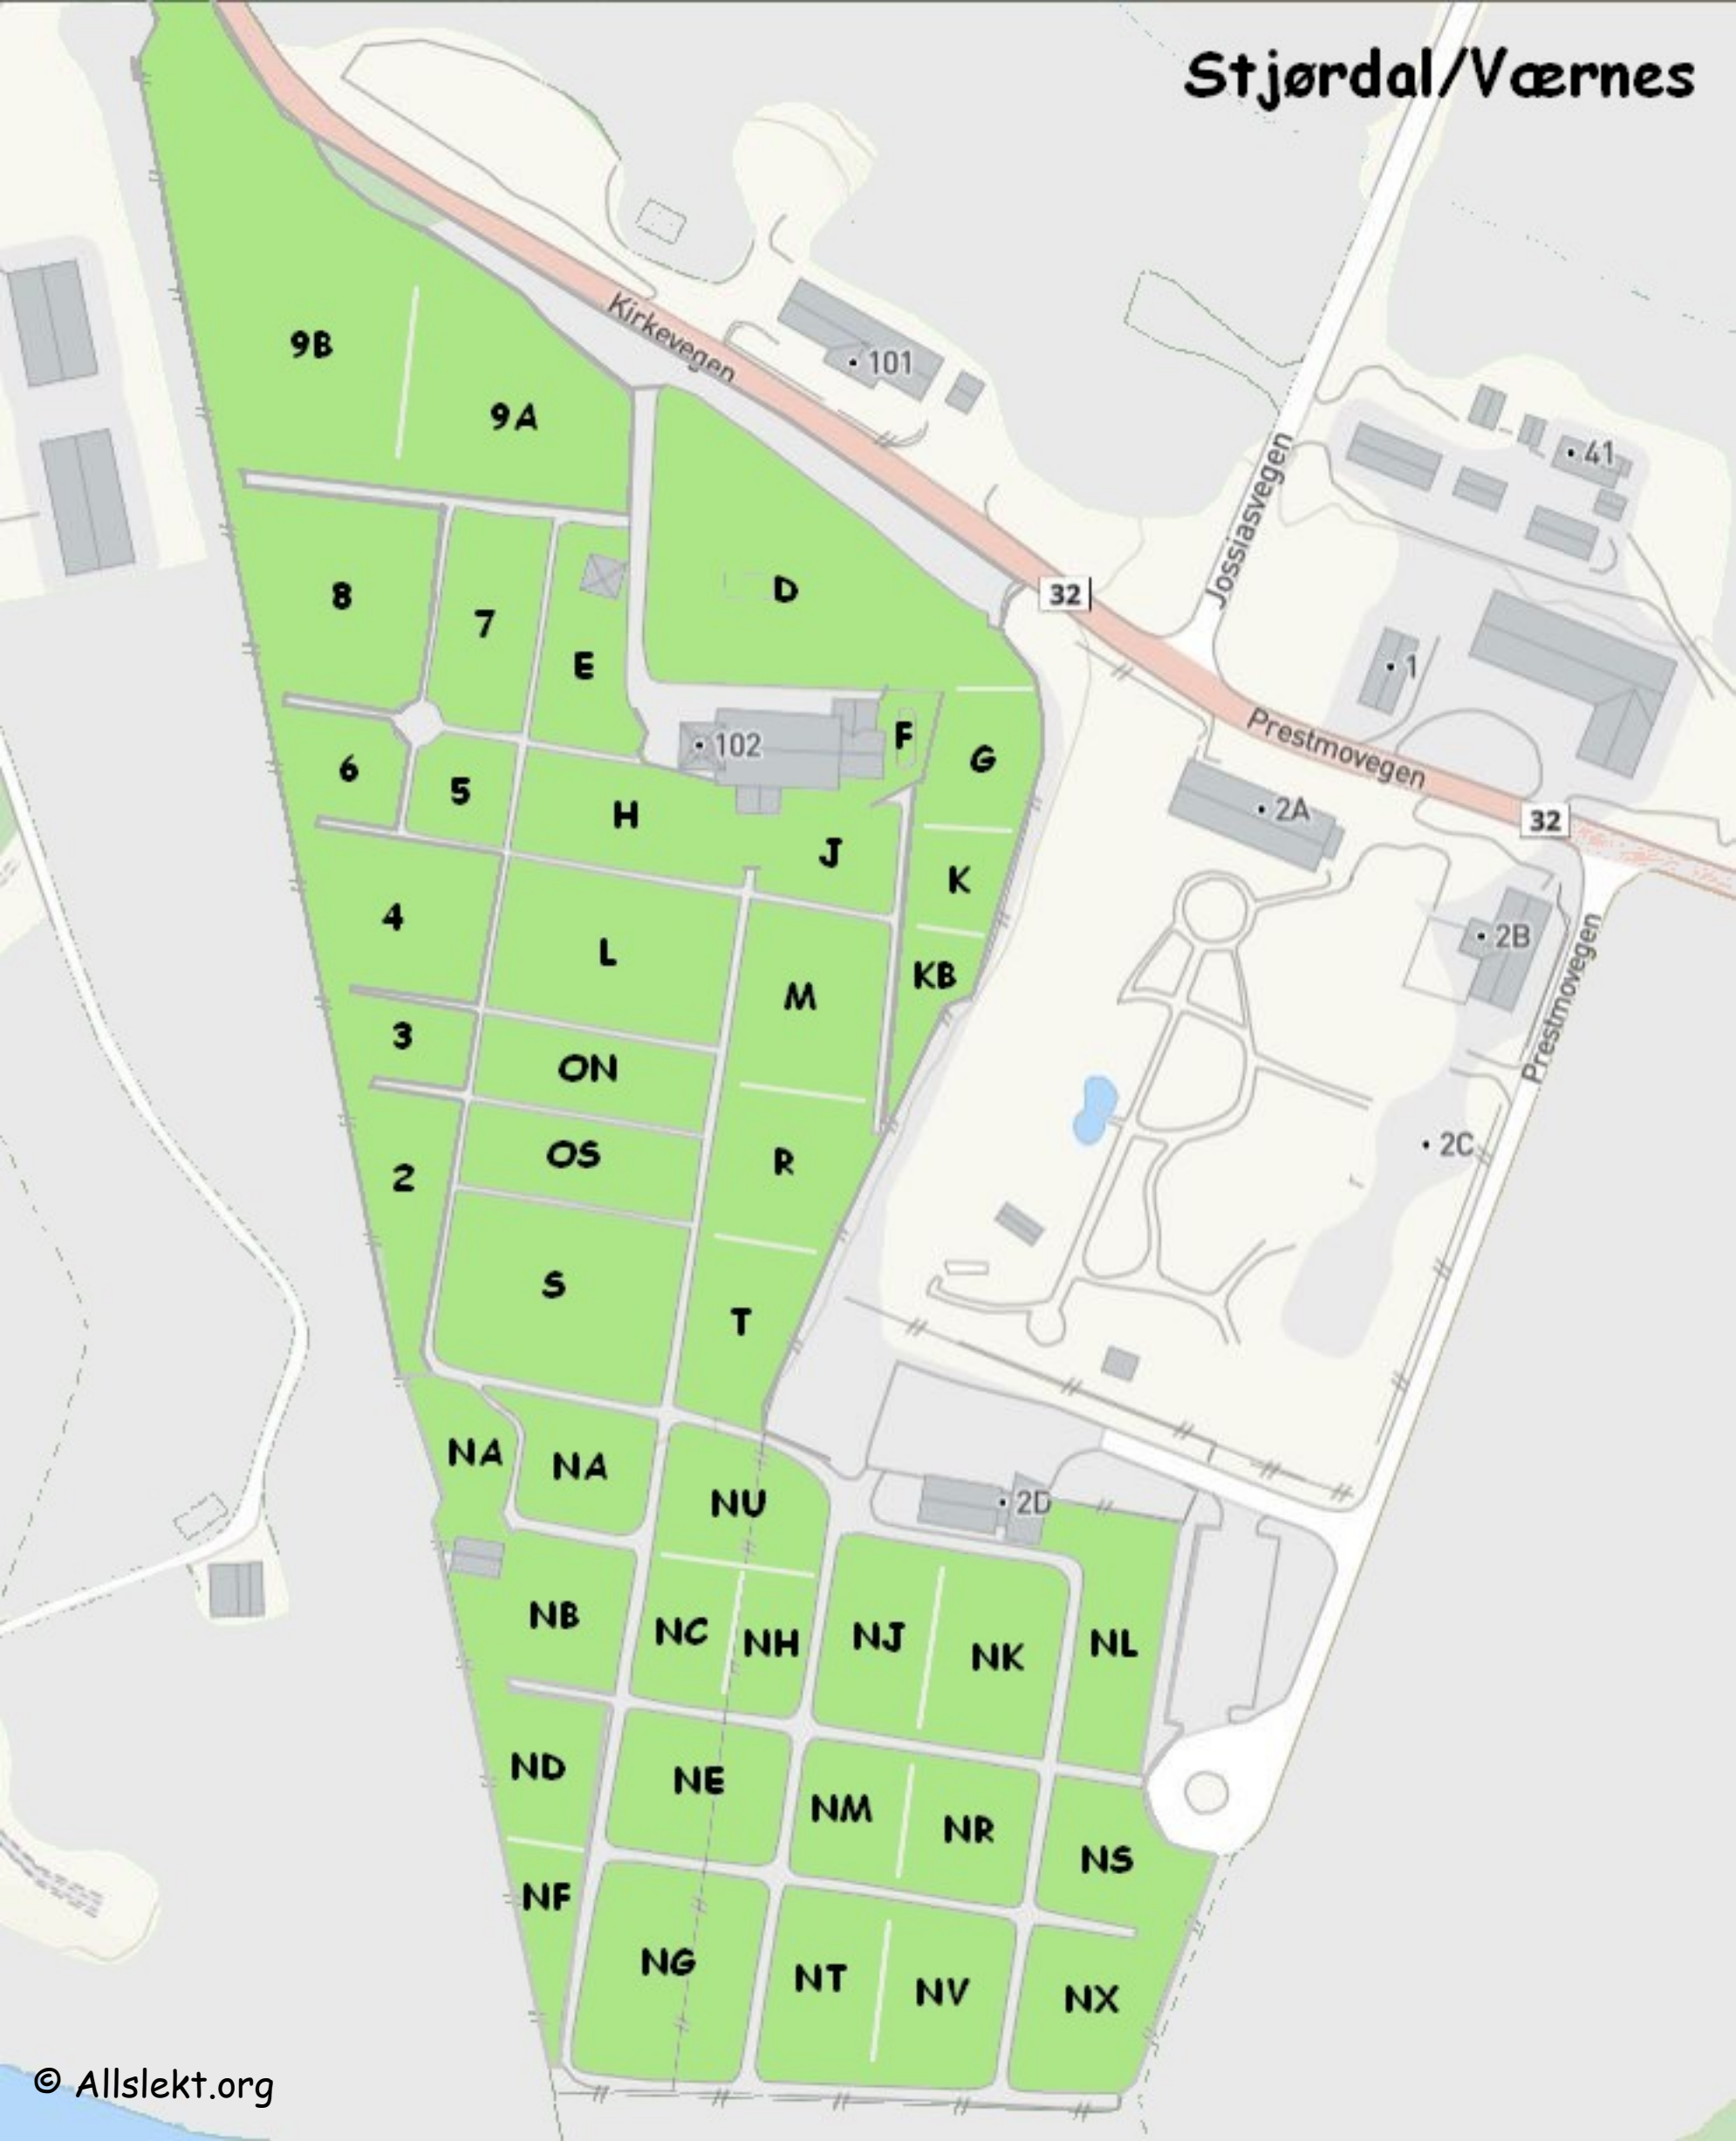 Stjørdal/Værnes
Kirkevegen
101
Jossiasvegen
41
9B
9A
32
8
7
E
D
1
Prestmovegen
102
F
G
6
5
H
J
K
2A
32
4
L
M
KB
2B
Prestmovegen
3
ON
OS
R
2
2C
S
T
NA
NA
NU
2D
NB
NC
NH
NJ
NK
NL
ND
NE
NM
NR
NS
NF
NG
NT
NV
NX
© Allslekt.org